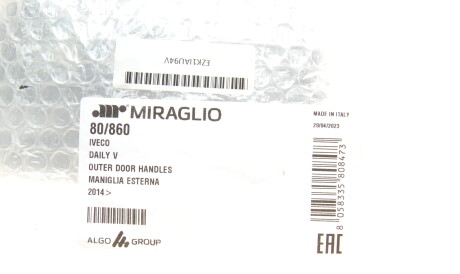 EZK1IAU94V
MIRAGLIO
80/860
IVECO
DAILY V
OUTER DOOR HANDLES
MANIGLIA ESTERNA
2014 >
ALGO GROUP
MADE IN ITALY
28/04/2023
8 058335 808473
EAC